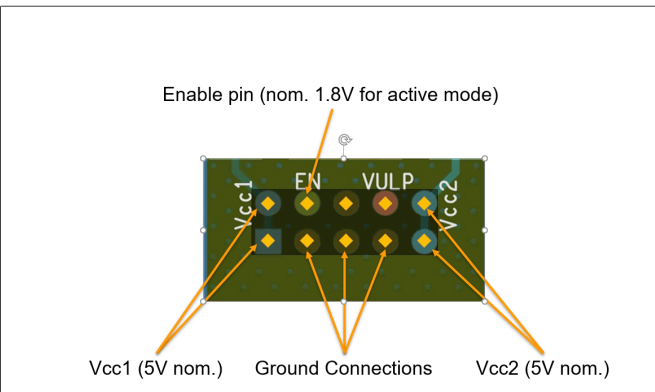 Enable pin (nom. 1.8V for active mode)
Vcc1
EN
VULP
Vcc2
Vcc1 (5V nom.)
Ground Connections
Vcc2 (5V nom.)